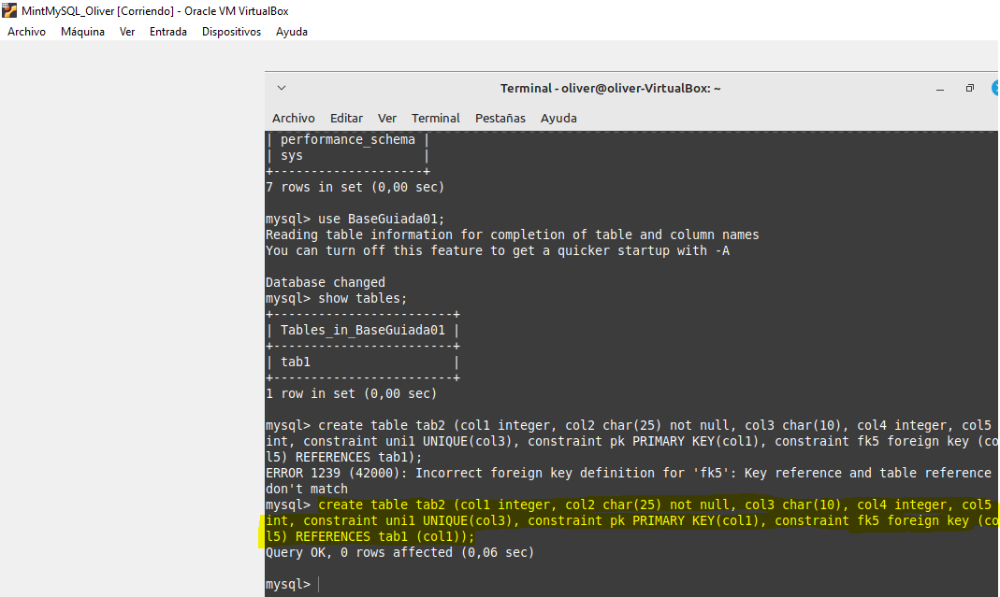 MintMySQL_Oliver [Corriendo] - Oracle VM VirtualBox
Archivo Máquina Ver Entrada Dispositivos Ayuda
Terminal - oliver@oliver-VirtualBox: ~
Archivo Editar Ver Terminal Pestañas Ayuda
| performance_schema |
| sys                |
+--------------------+
7 rows in set (0,00 sec)
mysql> use BaseGuiada01;
Reading table information for completion of table and column names
You can turn off this feature to get a quicker startup with -A
Database changed
mysql> show tables;
+------------------------+
| Tables_in_BaseGuiada01 |
+------------------------+
| tab1                   |
+------------------------+
1 row in set (0,00 sec)
mysql> create table tab2 (col1 integer, col2 char(25) not null, col3 char(10), col4 integer, col5
int, constraint uni1 UNIQUE(col3), constraint pk PRIMARY KEY(col1), constraint fk5 foreign key (co
l5) REFERENCES tab1);
ERROR 1239 (42000): Incorrect foreign key definition for 'fk5': Key reference and table reference
don't match
mysql> create table tab2 (col1 integer, col2 char(25) not null, col3 char(10), col4 integer, col5
int, constraint uni1 UNIQUE(col3), constraint pk PRIMARY KEY(col1), constraint fk5 foreign key (co
l5) REFERENCES tab1 (col1));
Query OK, 0 rows affected (0,06 sec)
mysql>